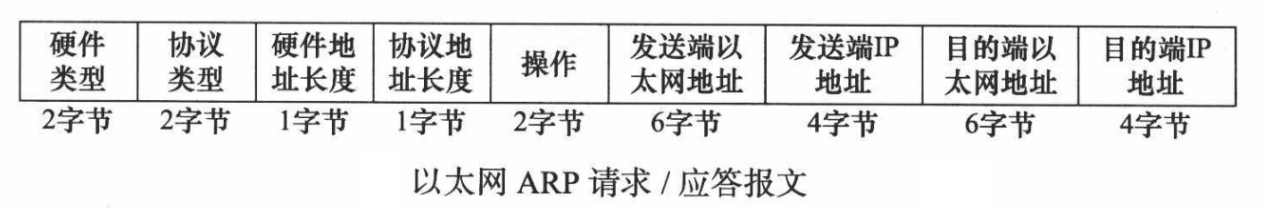 硬件
类型
协议
类型
硬件地
址长度
协议地
址长度
操作
发送端以
太网地址
发送端IP
地址
目的端以
太网地址
目的端IP
地址
2字节
2字节
1字节
1字节
2字节
6字节
4字节
6字节
4字节
以太网 ARP 请求 / 应答报文